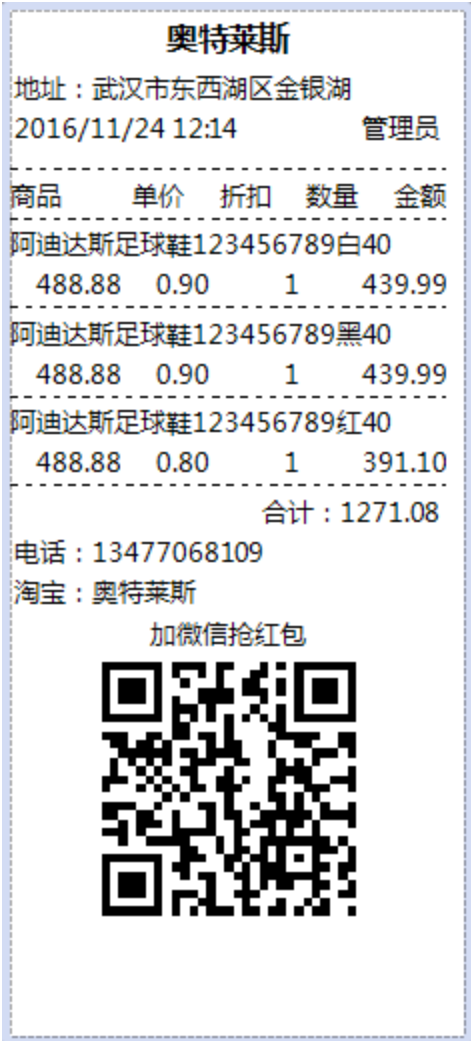 奥特莱斯
地址：武汉市东西湖区金银湖
2016/11/24 12:14 管理员
商品 单价 折扣 数量 金额
阿迪达斯足球鞋123456789白40
488.88 0.90 1 439.99
阿迪达斯足球鞋123456789黑40
488.88 0.90 1 439.99
阿迪达斯足球鞋123456789红40
488.88 0.80 1 391.10
合计：1271.08
电话：13477068109
淘宝：奥特莱斯
加微信抢红包